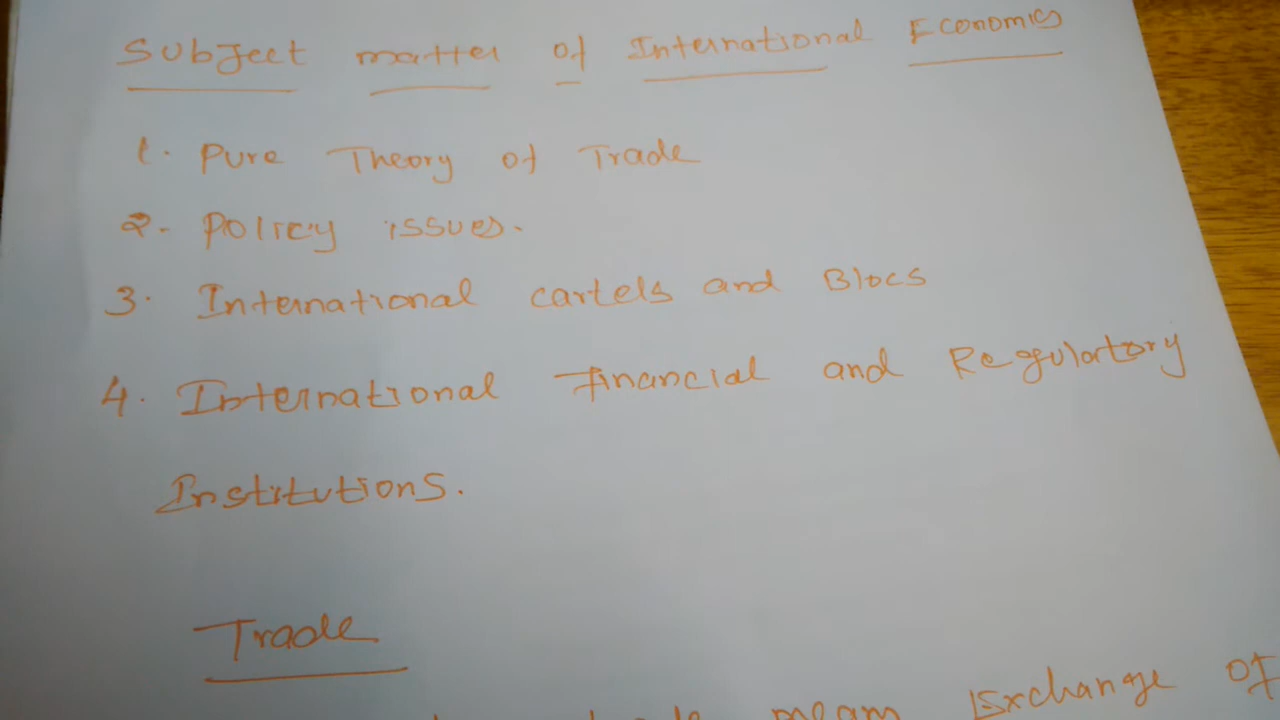 Subject matter of International Economics
1. Pure Theory of Trade
2. Policy issues.
3. International cartels and Blocs
4. International Financial and Regulatory
Institutions.
Trade
mean Exchange of